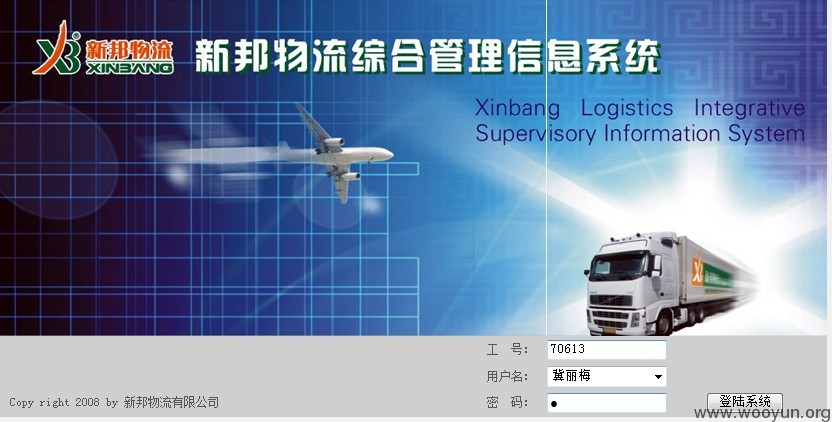 新邦物流 新邦物流综合管理信息系统
XINBANG
Xinbang Logistics Integrative
Supervisory Information System
工 号: 70613
用户名: 冀丽梅
Copy right 2008 by 新邦物流有限公司 密 码: ● 登陆系统
www.wooyun.org